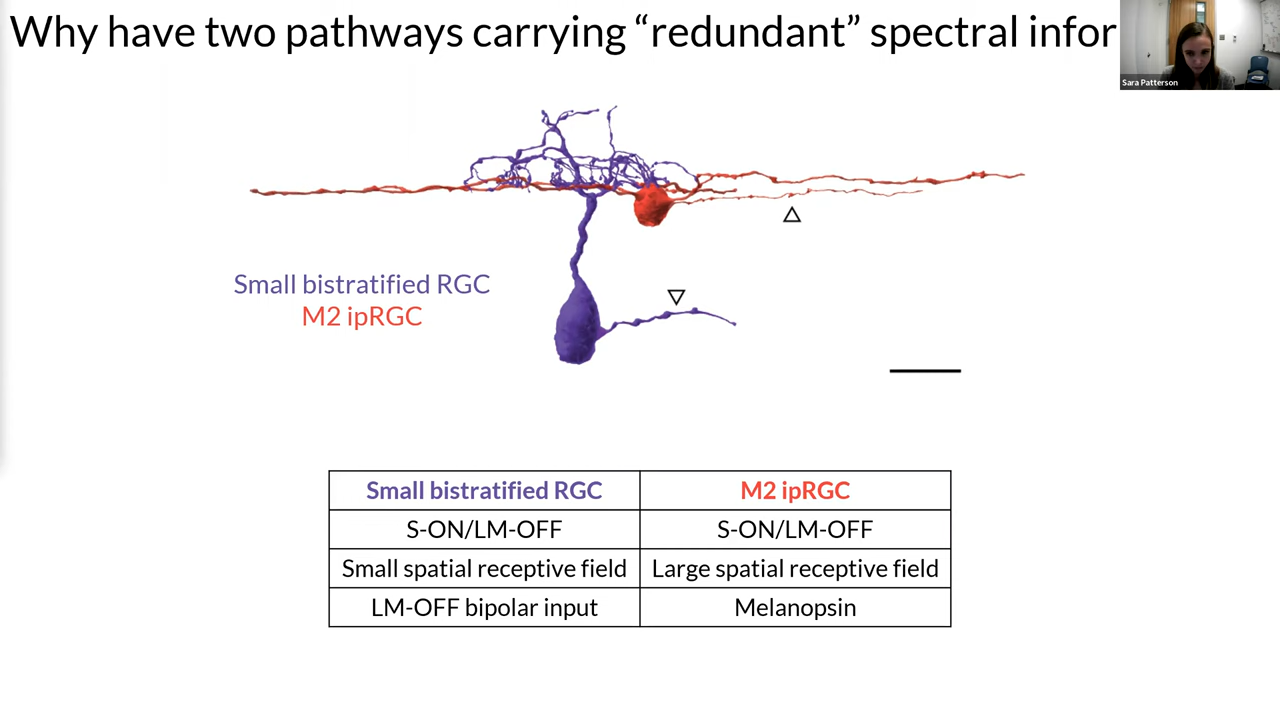 Why have two pathways carrying “redundant” spectral infor
Sara Patterson
Small bistratified RGC
M2 ipRGC
Small bistratified RGC M2 ipRGC
S-ON/LM-OFF S-ON/LM-OFF
Small spatial receptive field Large spatial receptive field
LM-OFF bipolar input Melanopsin